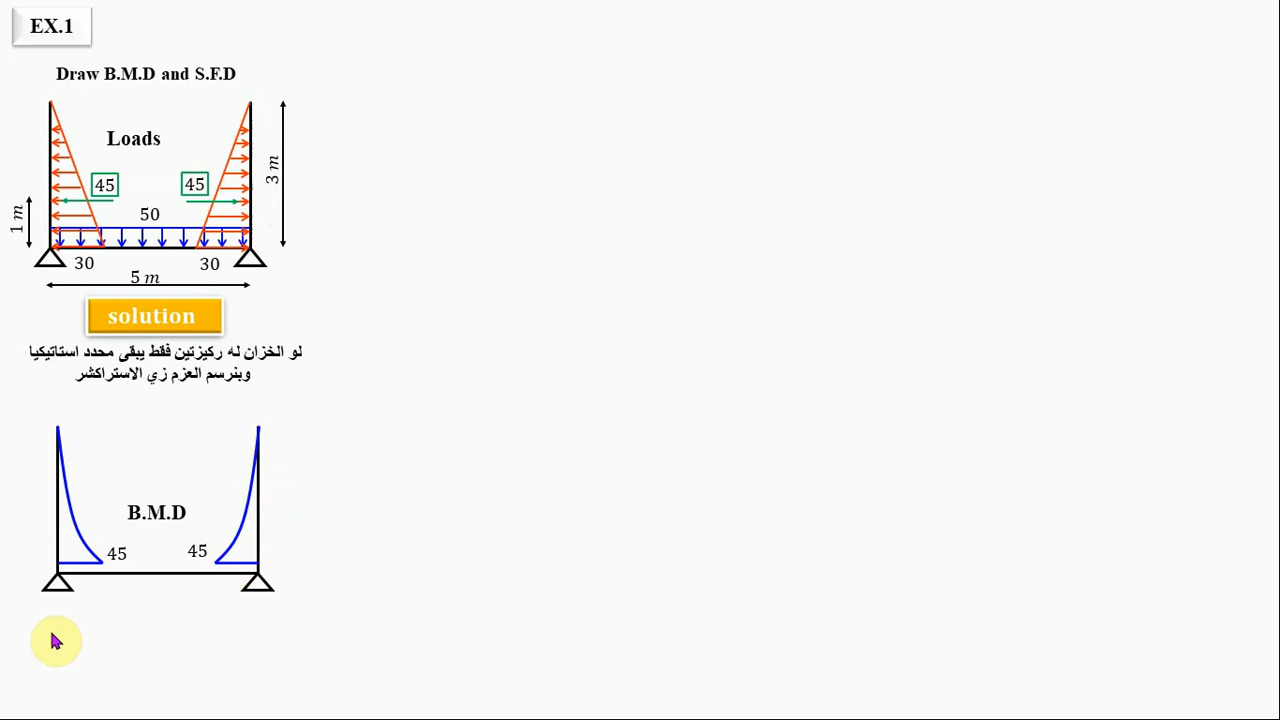 EX.1
Draw B.M.D and S.F.D
Loads
45
45
3 m
1 m
50
30
30
5 m
solution
لو الخزان له ركيزتين فقط يبقى محدد استاتيكيا
وبنرسم العزم زي الاستراكشر
B.M.D
45
45